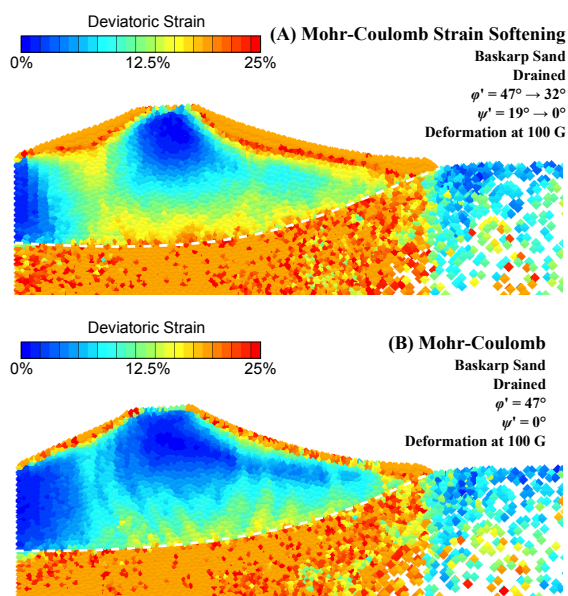 Deviatoric Strain
0% 12.5% 25%
(A) Mohr-Coulomb Strain Softening
Baskarp Sand
Drained
φ' = 47° → 32°
ψ' = 19° → 0°
Deformation at 100 G
Deviatoric Strain
0% 12.5% 25%
(B) Mohr-Coulomb
Baskarp Sand
Drained
φ' = 47°
ψ' = 0°
Deformation at 100 G